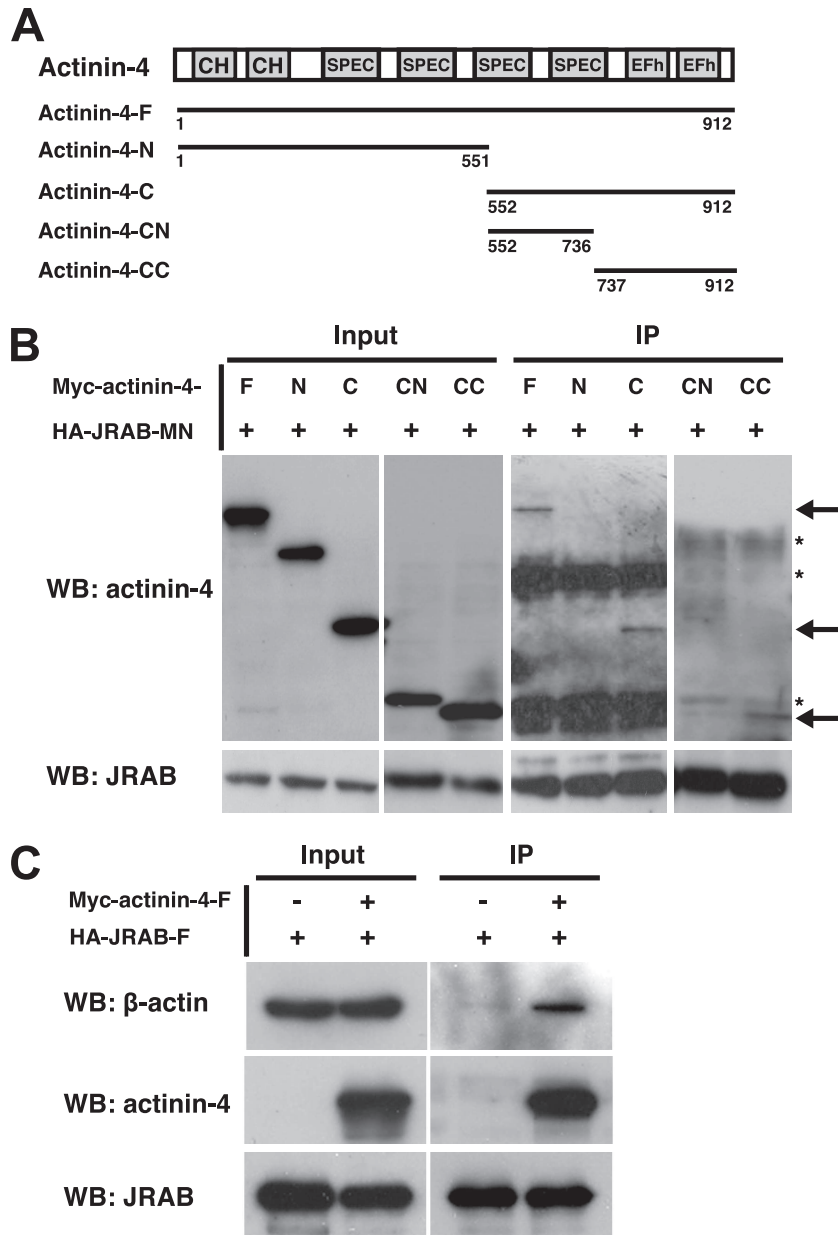 A
Actinin-4 CH CH SPEC SPEC SPEC SPEC EFh EFh
Actinin-4-F
1 912
Actinin-4-N
1 551
Actinin-4-C
552 912
Actinin-4-CN
552 736
Actinin-4-CC
737 912
B
Input IP
Myc-actinin-4- F N C CN CC F N C CN CC
HA-JRAB-MN + + + + + + + + + +
WB: actinin-4
*
*
*
WB: JRAB
C
Input IP
Myc-actinin-4-F - + - +
HA-JRAB-F + + + +
WB: β-actin
WB: actinin-4
WB: JRAB